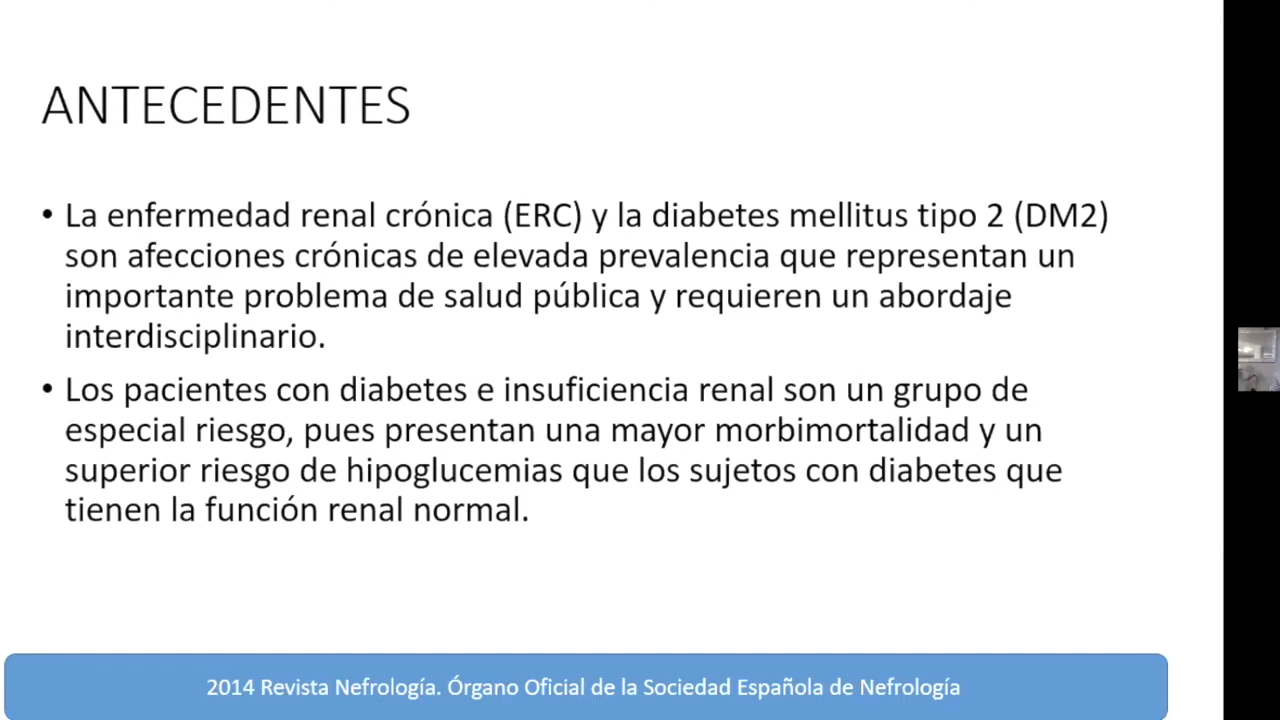 ANTECEDENTES
• La enfermedad renal crónica (ERC) y la diabetes mellitus tipo 2 (DM2)
son afecciones crónicas de elevada prevalencia que representan un
importante problema de salud pública y requieren un abordaje
interdisciplinario.
• Los pacientes con diabetes e insuficiencia renal son un grupo de
especial riesgo, pues presentan una mayor morbimortalidad y un
superior riesgo de hipoglucemias que los sujetos con diabetes que
tienen la función renal normal.
2014 Revista Nefrología. Órgano Oficial de la Sociedad Española de Nefrología